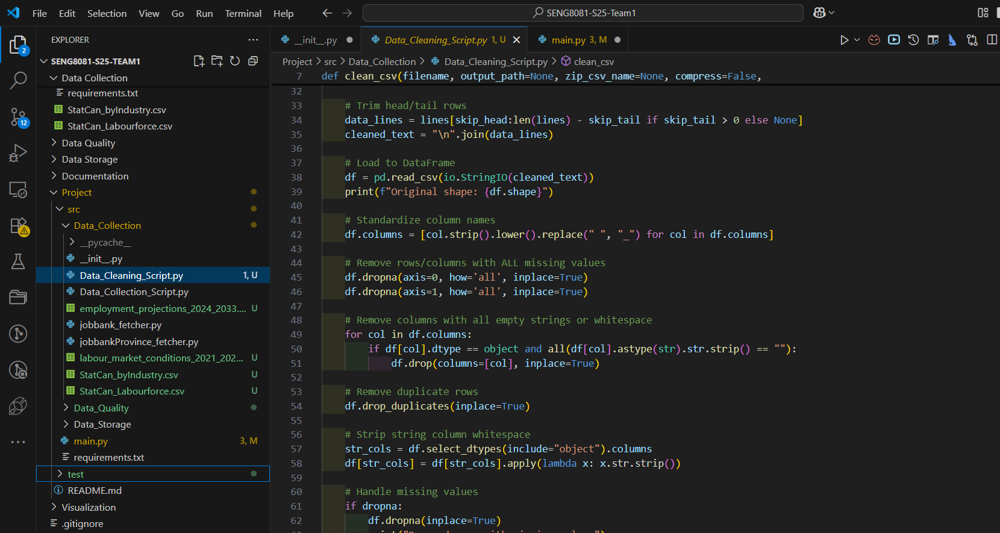 File Edit Selection View Go Run Terminal Help
SENG8081-S25-Team1
EXPLORER
SENG8081-S25-TEAM1
Data Collection
requirements.txt
StatCan_byIndustry.csv
StatCan_Labourforce.csv
Data Quality
Data Storage
Documentation
Project
src
Data_Collection
__pycache__
__init__.py
Data_Cleaning_Script.py 1, U
Data_Collection_Script.py
employment_projections_2024_2033.... U
jobbank_fetcher.py
jobbankProvince_fetcher.py
labour_market_conditions_2021_202... U
StatCan_byIndustry.csv U
StatCan_Labourforce.csv U
Data_Quality
Data_Storage
main.py 3, M
requirements.txt
test
README.md
Visualization
.gitignore
2
12
__init__.py
Data_Cleaning_Script.py 1, U
main.py 3, M
Project > src > Data_Collection > Data_Cleaning_Script.py > clean_csv
7 def clean_csv(filename, output_path=None, zip_csv_name=None, compress=False,
32
33 # Trim head/tail rows
34 data_lines = lines[skip_head:len(lines) - skip_tail if skip_tail > 0 else None]
35 cleaned_text = "\n".join(data_lines)
36
37 # Load to DataFrame
38 df = pd.read_csv(io.StringIO(cleaned_text))
39 print(f"Original shape: {df.shape}")
40
41 # Standardize column names
42 df.columns = [col.strip().lower().replace(" ", "_") for col in df.columns]
43
44 # Remove rows/columns with ALL missing values
45 df.dropna(axis=0, how='all', inplace=True)
46 df.dropna(axis=1, how='all', inplace=True)
47
48 # Remove columns with all empty strings or whitespace
49 for col in df.columns:
50 if df[col].dtype == object and all(df[col].astype(str).str.strip() == ""):
51 df.drop(columns=[col], inplace=True)
52
53 # Remove duplicate rows
54 df.drop_duplicates(inplace=True)
55
56 # Strip string column whitespace
57 str_cols = df.select_dtypes(include="object").columns
58 df[str_cols] = df[str_cols].apply(lambda x: x.str.strip())
59
60 # Handle missing values
61 if dropna:
62 df.dropna(inplace=True)